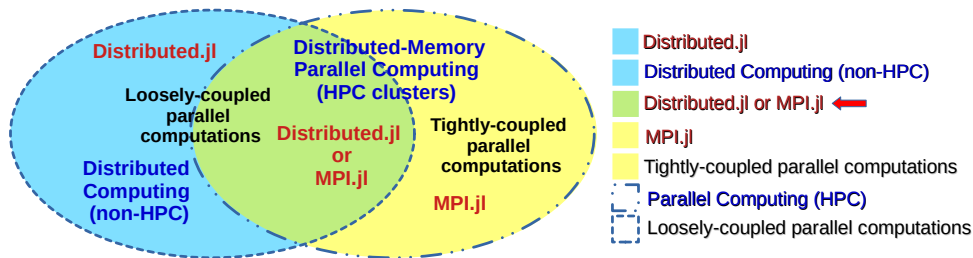 Distributed.jl
Loosely-coupled
parallel
computations
Distributed
Computing
(non-HPC)
Distributed-Memory
Parallel Computing
(HPC clusters)
Distributed.jl
or
MPI.jl
Tightly-coupled
parallel
computations
MPI.jl
Distributed.jl
Distributed Computing (non-HPC)
Distributed.jl or MPI.jl
MPI.jl
Tightly-coupled parallel computations
Parallel Computing (HPC)
Loosely-coupled parallel computations